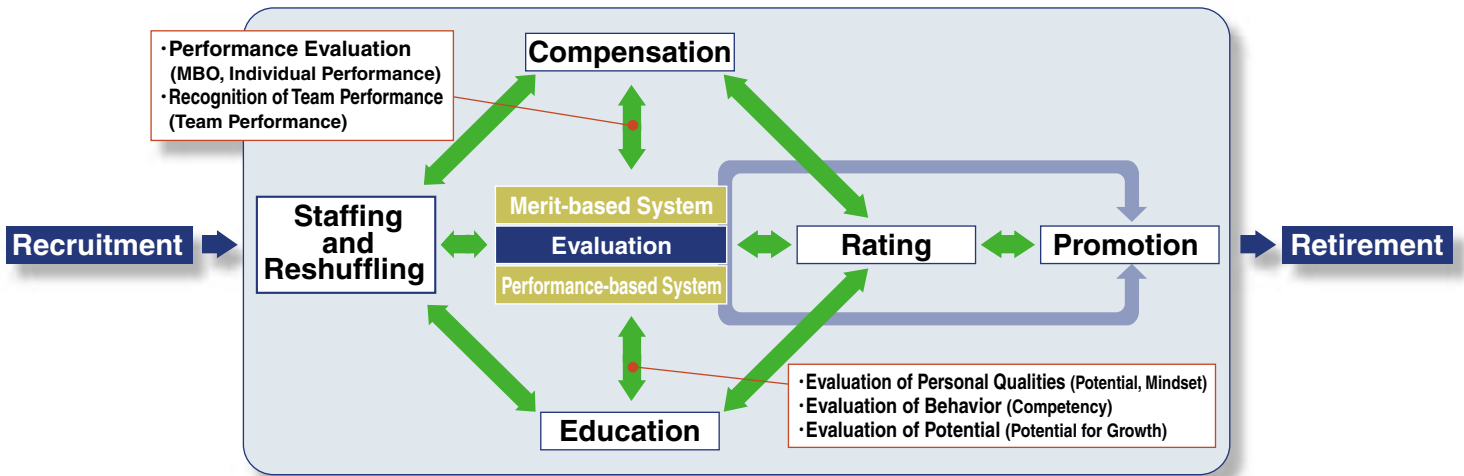 ・Performance Evaluation
(MBO, Individual Performance)
・Recognition of Team Performance
(Team Performance)
Compensation
Recruitment
Staffing
and
Reshuffling
Merit-based System
Evaluation
Performance-based System
Rating
Promotion
Retirement
Education
・Evaluation of Personal Qualities (Potential, Mindset)
・Evaluation of Behavior (Competency)
・Evaluation of Potential (Potential for Growth)